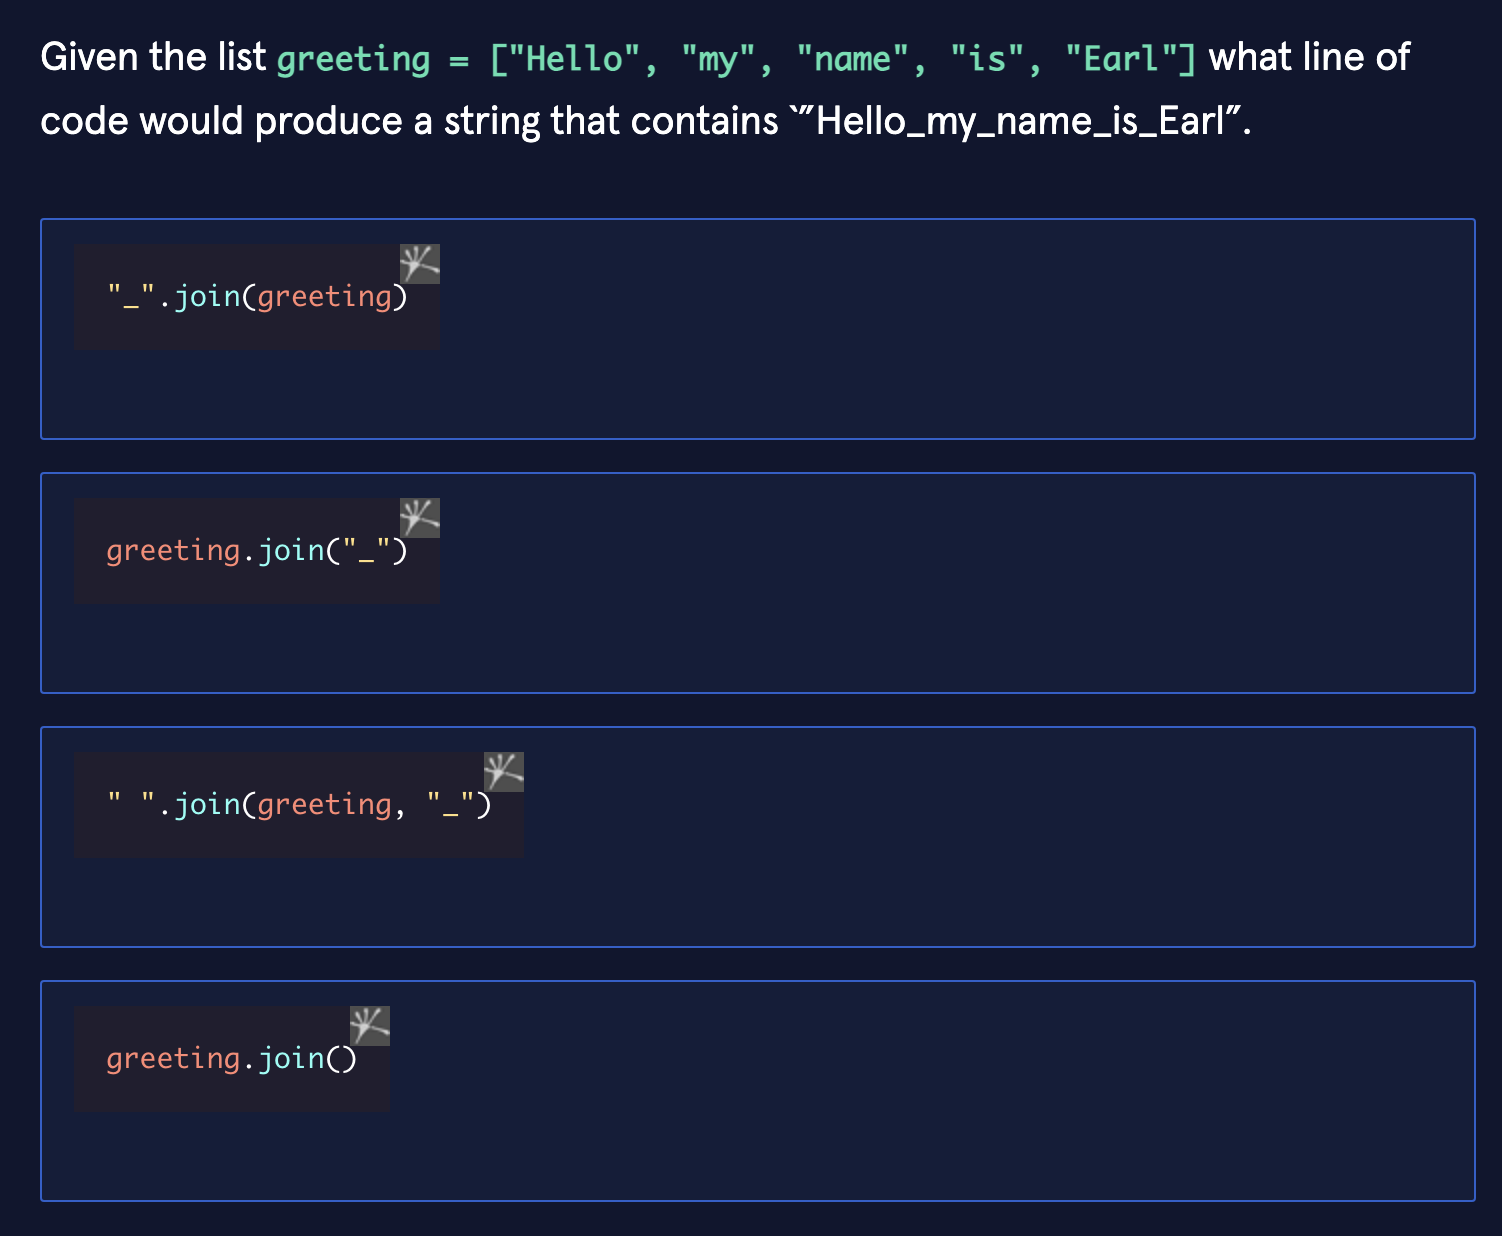 Given the list greeting = ["Hello", "my", "name", "is", "Earl"] what line of
code would produce a string that contains `”Hello_my_name_is_Earl”.
"_".join(greeting)
greeting.join("_")
" ".join(greeting, "_")
greeting.join()